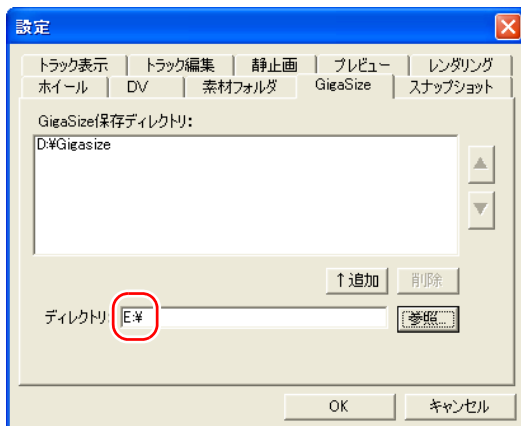 設定
トラック表示 トラック編集 静止画 プレビュー レンダリング
ホイール DV 素材フォルダ GigaSize スナップショット
GigaSize保存ディレクトリ:
D:¥Gigasize
↑追加 削除
ディレクトリ: E:¥ 参照...
OK キャンセル